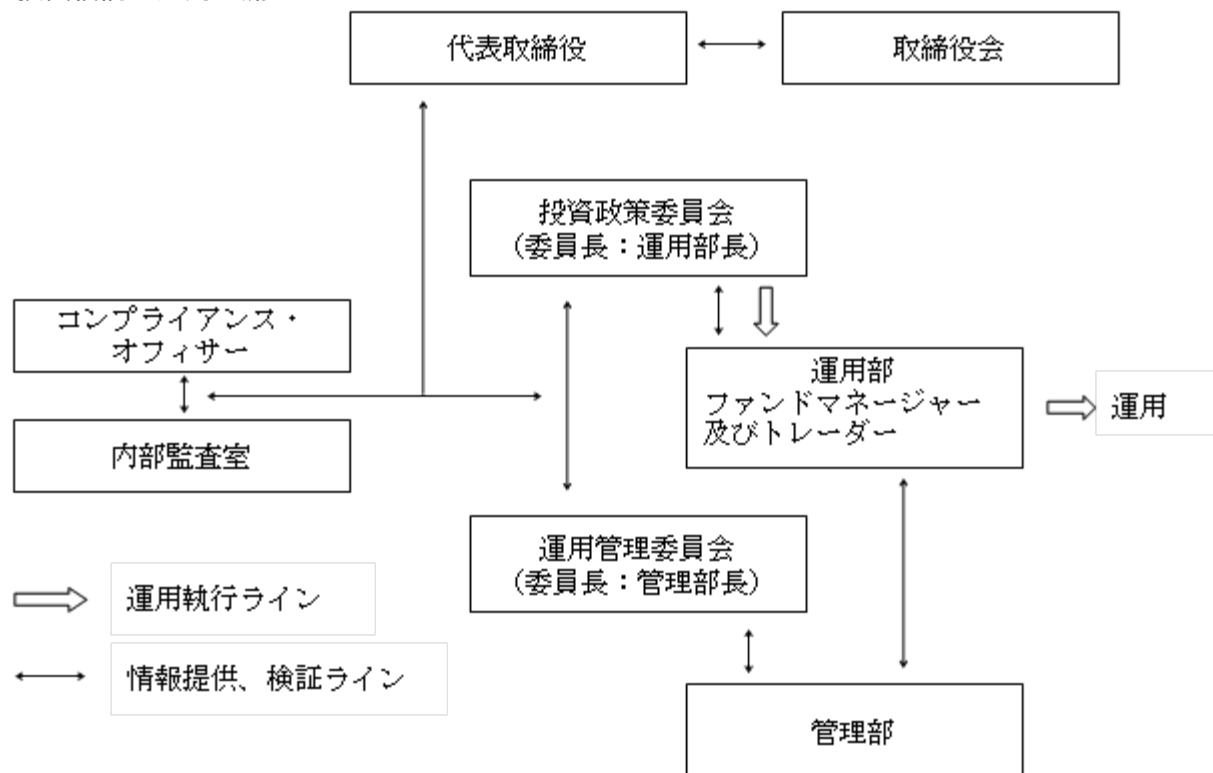 代表取締役
取締役会
投資政策委員会
（委員長：運用部長）
コンプライアンス・
オフィサー
運用部
ファンドマネージャー
及びトレーダー
運用
内部監査室
運用管理委員会
（委員長：管理部長）
運用執行ライン
情報提供、検証ライン
管理部